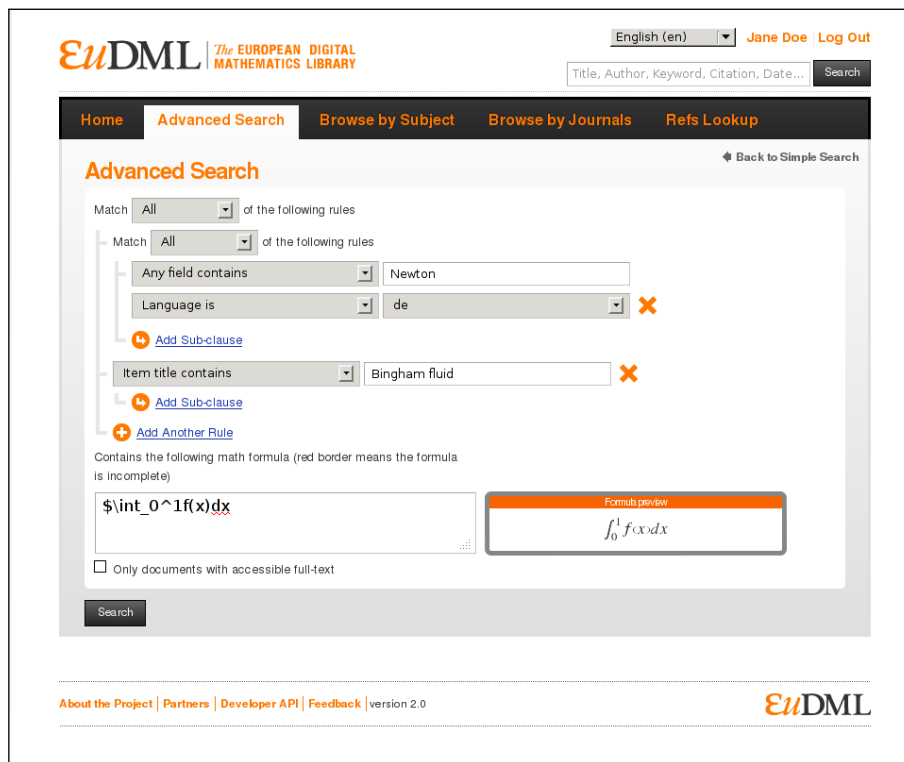 English (en) Jane Doe Log Out
EuDML The EUROPEAN DIGITAL
MATHEMATICS LIBRARY
Title, Author, Keyword, Citation, Date... Search
Home Advanced Search Browse by Subject Browse by Journals Refs Lookup
Back to Simple Search
Advanced Search
Match All of the following rules
Match All of the following rules
Any field contains Newton
Language is de
Add Sub-clause
Item title contains Bingham fluid
Add Sub-clause
Add Another Rule
Contains the following math formula (red border means the formula
is incomplete)
$\int_0^1f(x)dx
Formula preview
∫₀¹ f(x)dx
Only documents with accessible full-text
Search
About the Project | Partners | Developer API | Feedback | version 2.0
EuDML